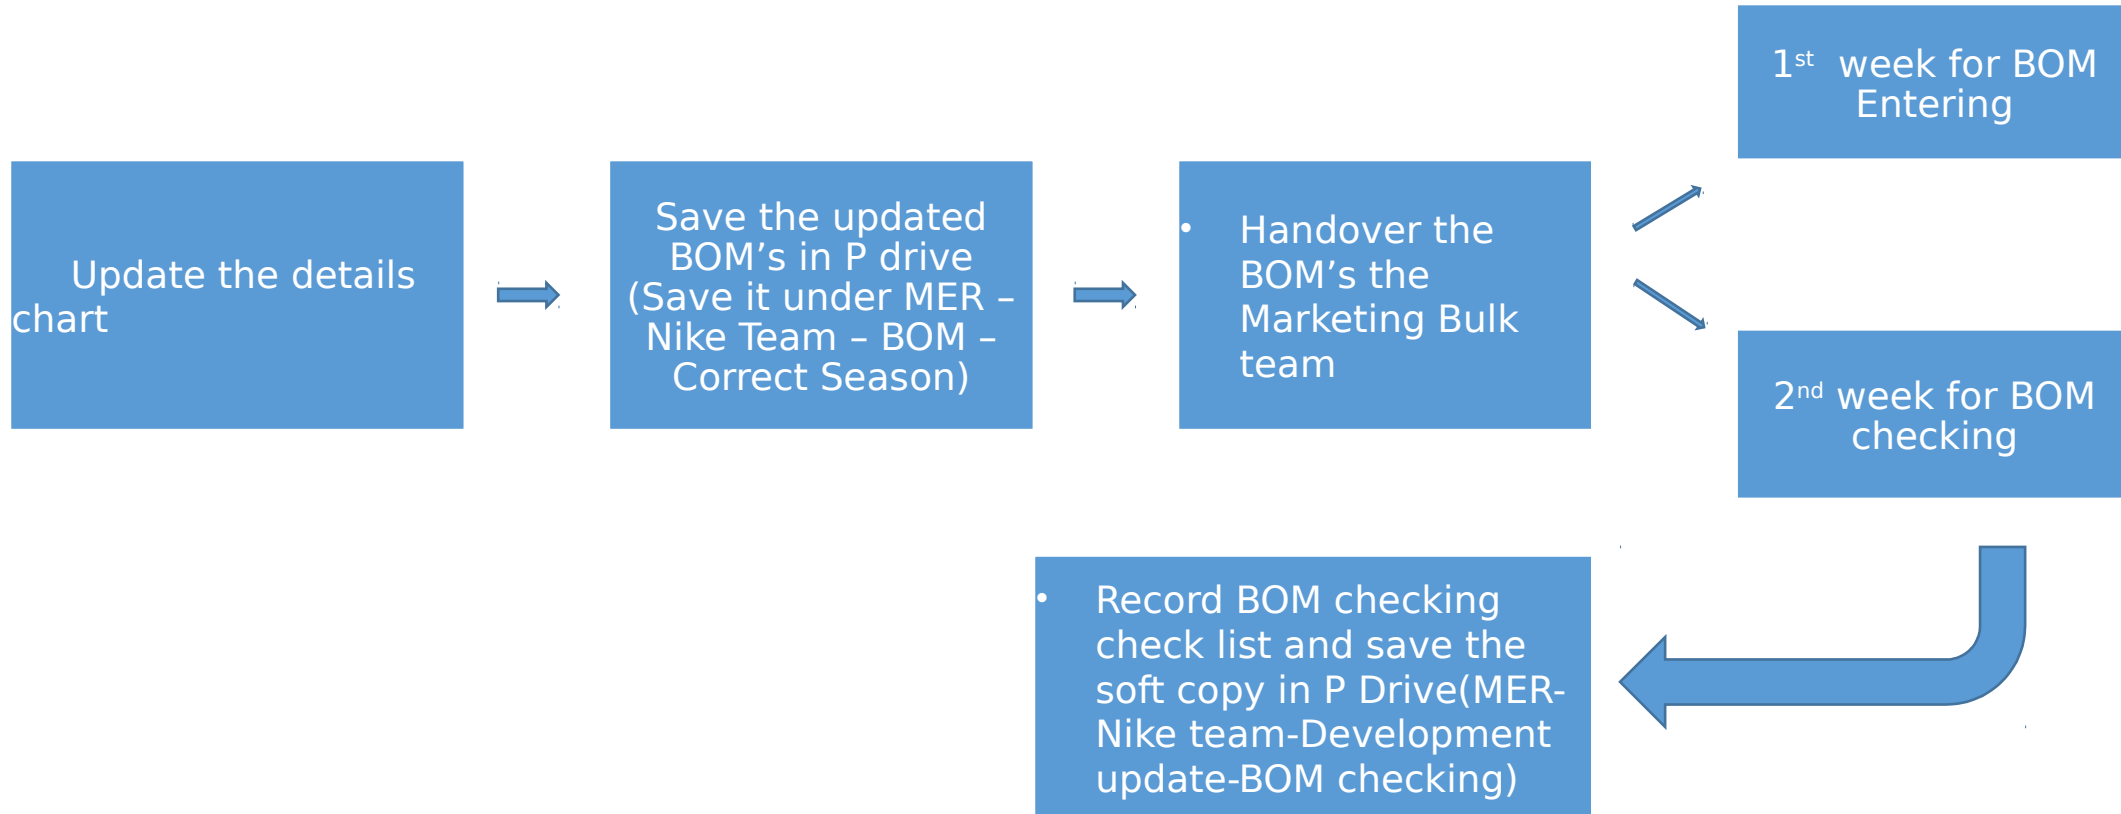 Update the details
chart
Save the updated
BOM’s in P drive
(Save it under MER –
Nike Team – BOM –
Correct Season)
• Handover the
BOM’s the
Marketing Bulk
team
1st week for BOM
Entering
2nd week for BOM
checking
• Record BOM checking
check list and save the
soft copy in P Drive(MER-
Nike team-Development
update-BOM checking)